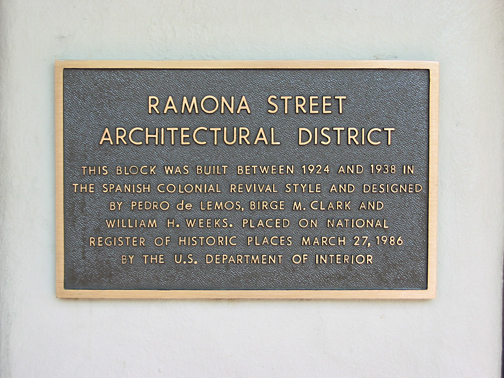 RAMONA STREET
ARCHITECTURAL DISTRICT
THIS BLOCK WAS BUILT BETWEEN 1924 AND 1938 IN
THE SPANISH COLONIAL REVIVAL STYLE AND DESIGNED
BY PEDRO de LEMOS, BIRGE M. CLARK AND
WILLIAM H. WEEKS. PLACED ON NATIONAL
REGISTER OF HISTORIC PLACES MARCH 27, 1986
BY THE U.S. DEPARTMENT OF INTERIOR